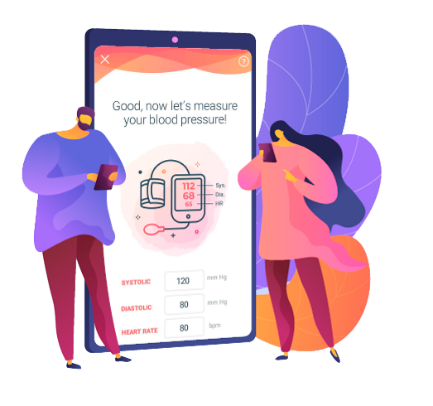 Good, now let's measure
your blood pressure!
112
Sys.
68
Dia.
65
HR
SYSTOLIC 120 mm Hg
DIASTOLIC 80 mm Hg
HEART RATE 80 bpm